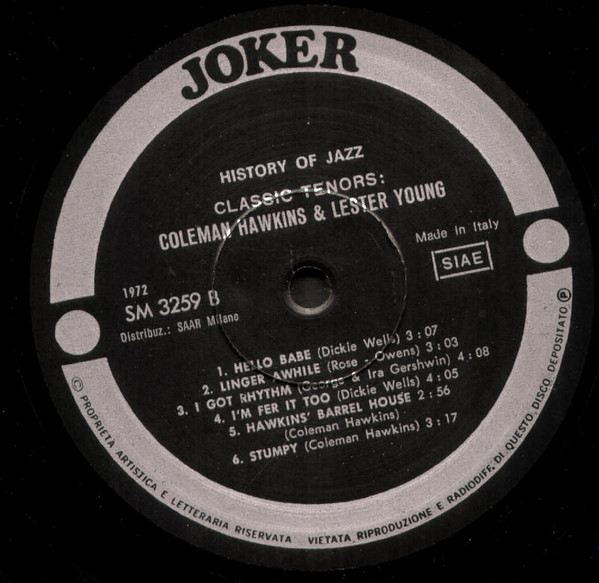 JOKER
HISTORY OF JAZZ
CLASSIC TENORS:
COLEMAN HAWKINS & LESTER YOUNG
Made in Italy
SIAE
1972
SM 3259 B
Distribuz.: SAAR Milano
1. HELLO BABE (Dickie Wells) 3:07
2. LINGER AWHILE (Rose - Owens) 3:03
3. I GOT RHYTHM (George & Ira Gershwin) 4:08
4. I'M FER IT TOO (Dickie Wells) 4:05
5. HAWKINS' BARREL HOUSE 2:56
(Coleman Hawkins)
6. STUMPY (Coleman Hawkins) 3:17
© PROPRIETA ARTISTICA E LETTERARIA RISERVATA VIETATA RIPRODUZIONE E RADIODIFF. DI QUESTO DISCO DEPOSITATO ℗